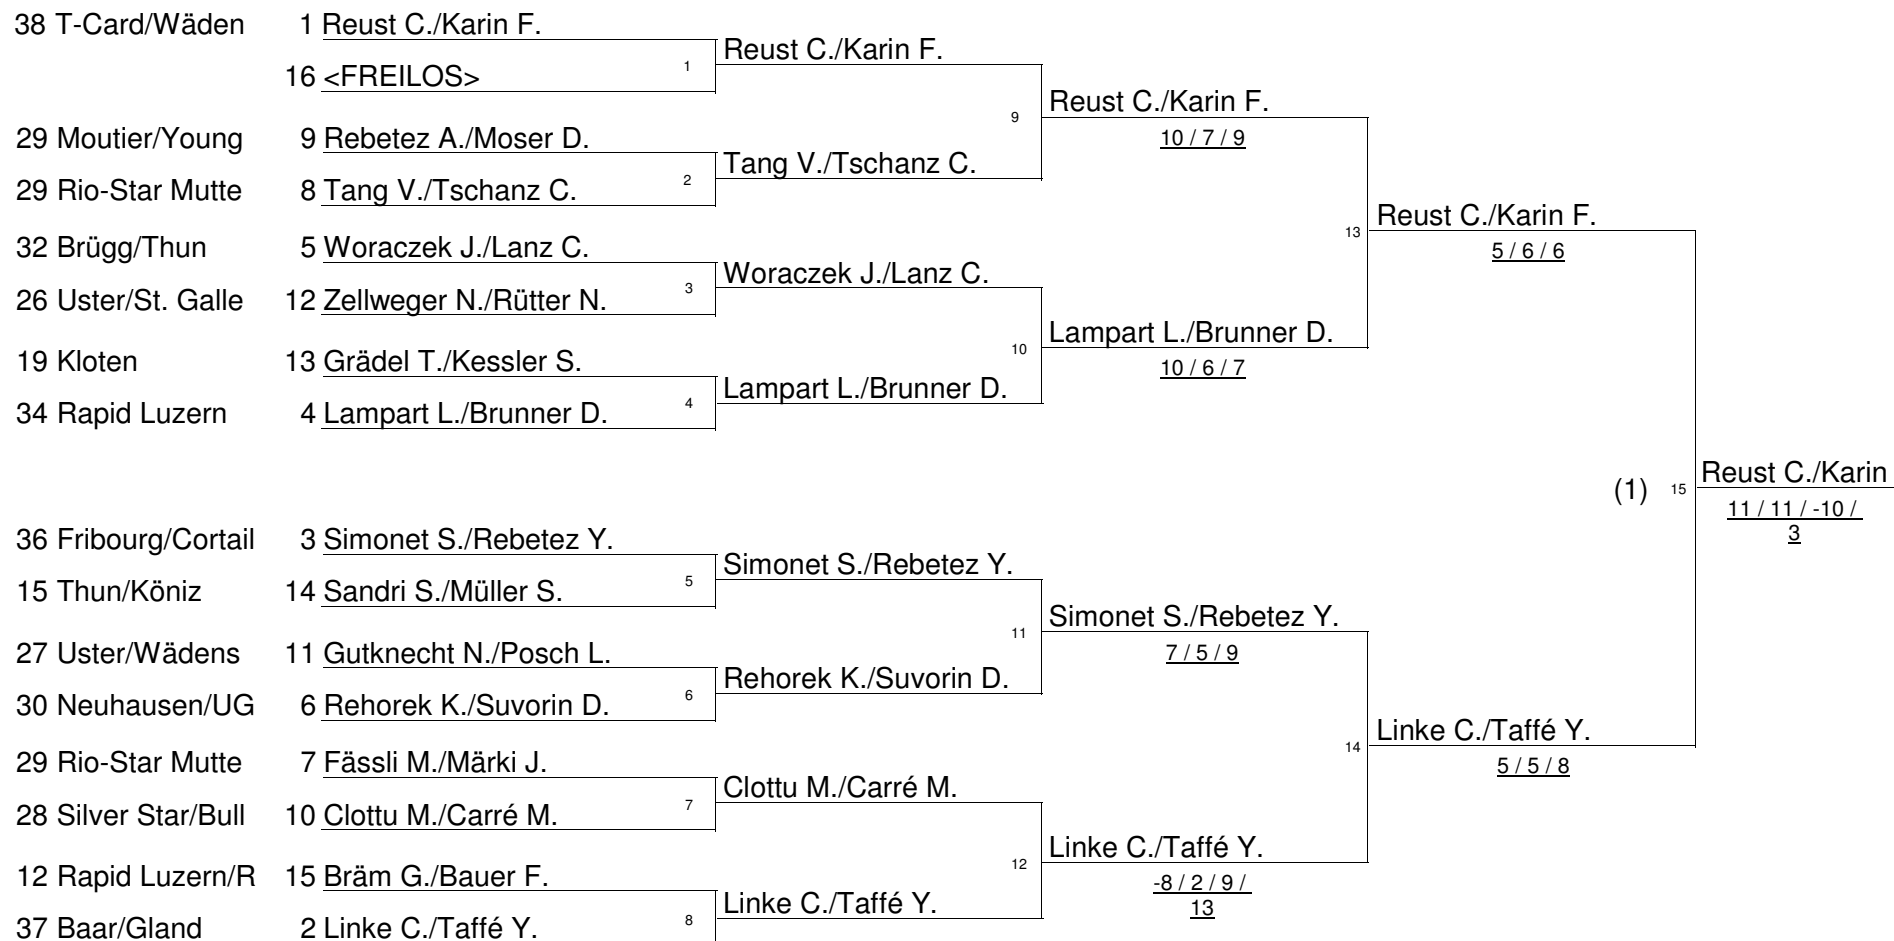 38 T-Card/Wäden 1 Reust C./Karin F.
Reust C./Karin F.
16 <FREILOS> 1
Reust C./Karin F.
9
10 / 7 / 9
29 Moutier/Young 9 Rebetez A./Moser D.
Tang V./Tschanz C.
29 Rio-Star Mutte 8 Tang V./Tschanz C. 2
Reust C./Karin F.
13
5 / 6 / 6
32 Brügg/Thun 5 Woraczek J./Lanz C.
Woraczek J./Lanz C.
26 Uster/St. Galle 12 Zellweger N./Rütter N. 3
Lampart L./Brunner D.
10
10 / 6 / 7
19 Kloten 13 Grädel T./Kessler S.
Lampart L./Brunner D.
34 Rapid Luzern 4 Lampart L./Brunner D. 4
Reust C./Karin
(1) 15
11 / 11 / -10 /
3
36 Fribourg/Cortail 3 Simonet S./Rebetez Y.
Simonet S./Rebetez Y.
15 Thun/Köniz 14 Sandri S./Müller S. 5
Simonet S./Rebetez Y.
11
7 / 5 / 9
27 Uster/Wädens 11 Gutknecht N./Posch L.
Rehorek K./Suvorin D.
30 Neuhausen/UG 6 Rehorek K./Suvorin D. 6
Linke C./Taffé Y.
14
5 / 5 / 8
29 Rio-Star Mutte 7 Fässli M./Märki J.
Clottu M./Carré M.
28 Silver Star/Bull 10 Clottu M./Carré M. 7
Linke C./Taffé Y.
12
-8 / 2 / 9 /
13
12 Rapid Luzern/R 15 Bräm G./Bauer F.
Linke C./Taffé Y.
37 Baar/Gland 2 Linke C./Taffé Y. 8